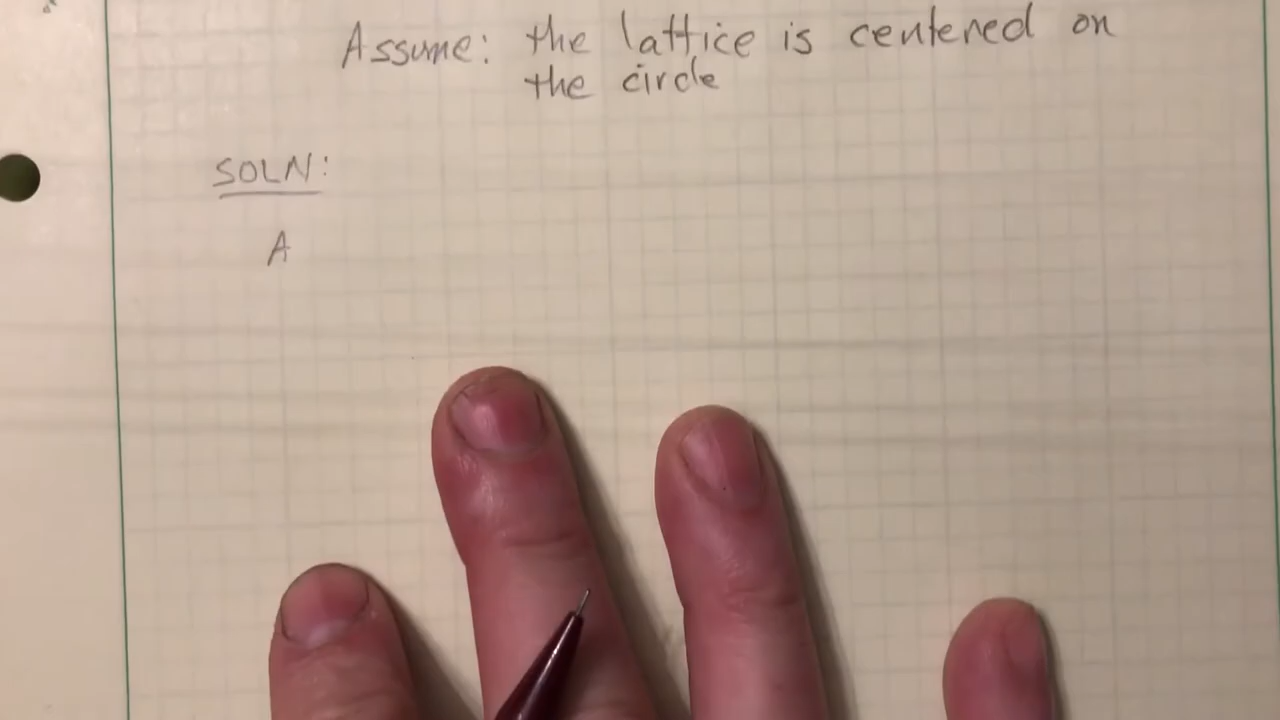 Assume: the lattice is centered on
the circle
SOLN:
A